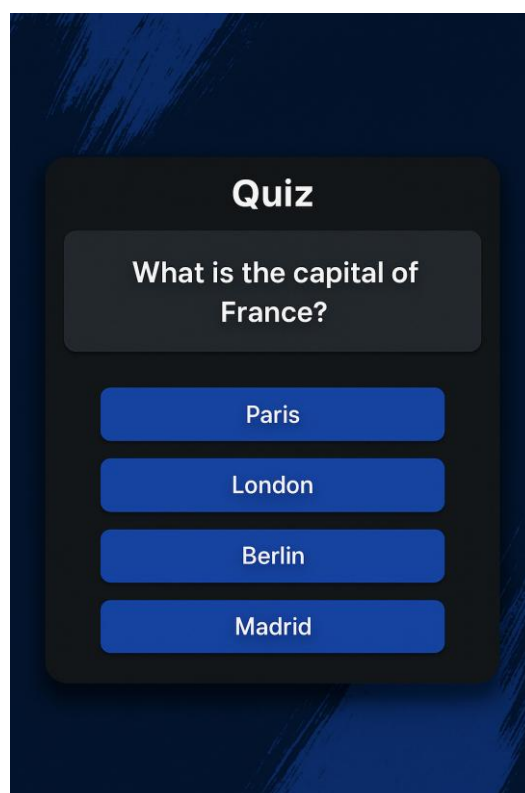 Quiz
What is the capital of
France?
Paris
London
Berlin
Madrid